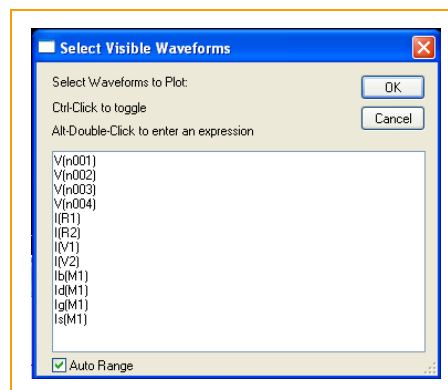 Select Visible Waveforms
Select Waveforms to Plot:
OK
Ctrl-Click to toggle
Cancel
Alt-Double-Click to enter an expression
V(n001)
V(n002)
V(n003)
V(n004)
I(R1)
I(R2)
I(V1)
I(V2)
Ib(M1)
Id(M1)
Ig(M1)
Is(M1)
Auto Range